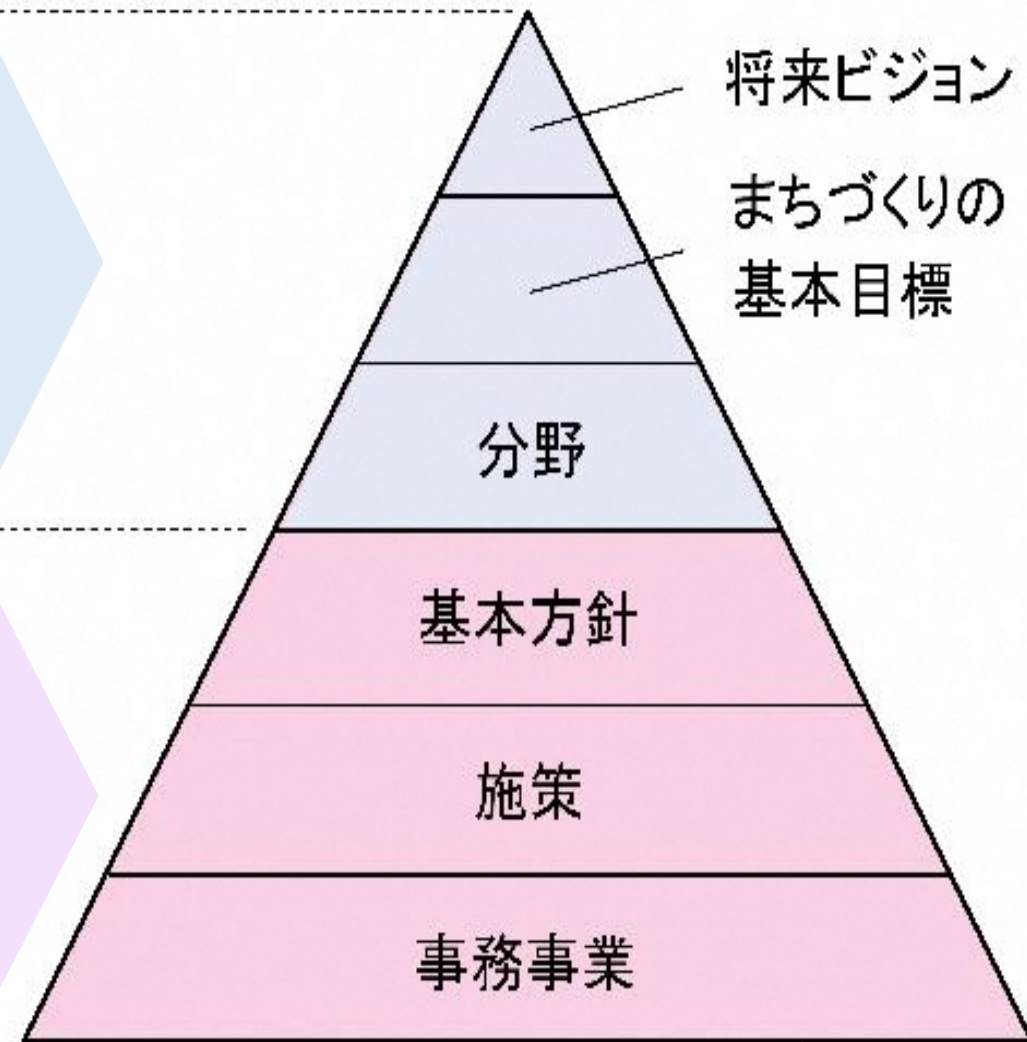 将来ビジョン
まちづくりの
基本目標
分野
基本方針
施策
事務事業